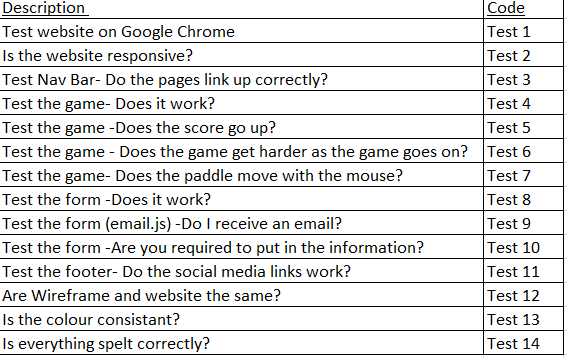 Description Code
Test website on Google Chrome Test 1
Is the website responsive? Test 2
Test Nav Bar- Do the pages link up correctly? Test 3
Test the game- Does it work? Test 4
Test the game -Does the score go up? Test 5
Test the game - Does the game get harder as the game goes on? Test 6
Test the game- Does the paddle move with the mouse? Test 7
Test the form -Does it work? Test 8
Test the form (email.js) -Do I receive an email? Test 9
Test the form -Are you required to put in the information? Test 10
Test the footer- Do the social media links work? Test 11
Are Wireframe and website the same? Test 12
Is the colour consistant? Test 13
Is everything spelt correctly? Test 14